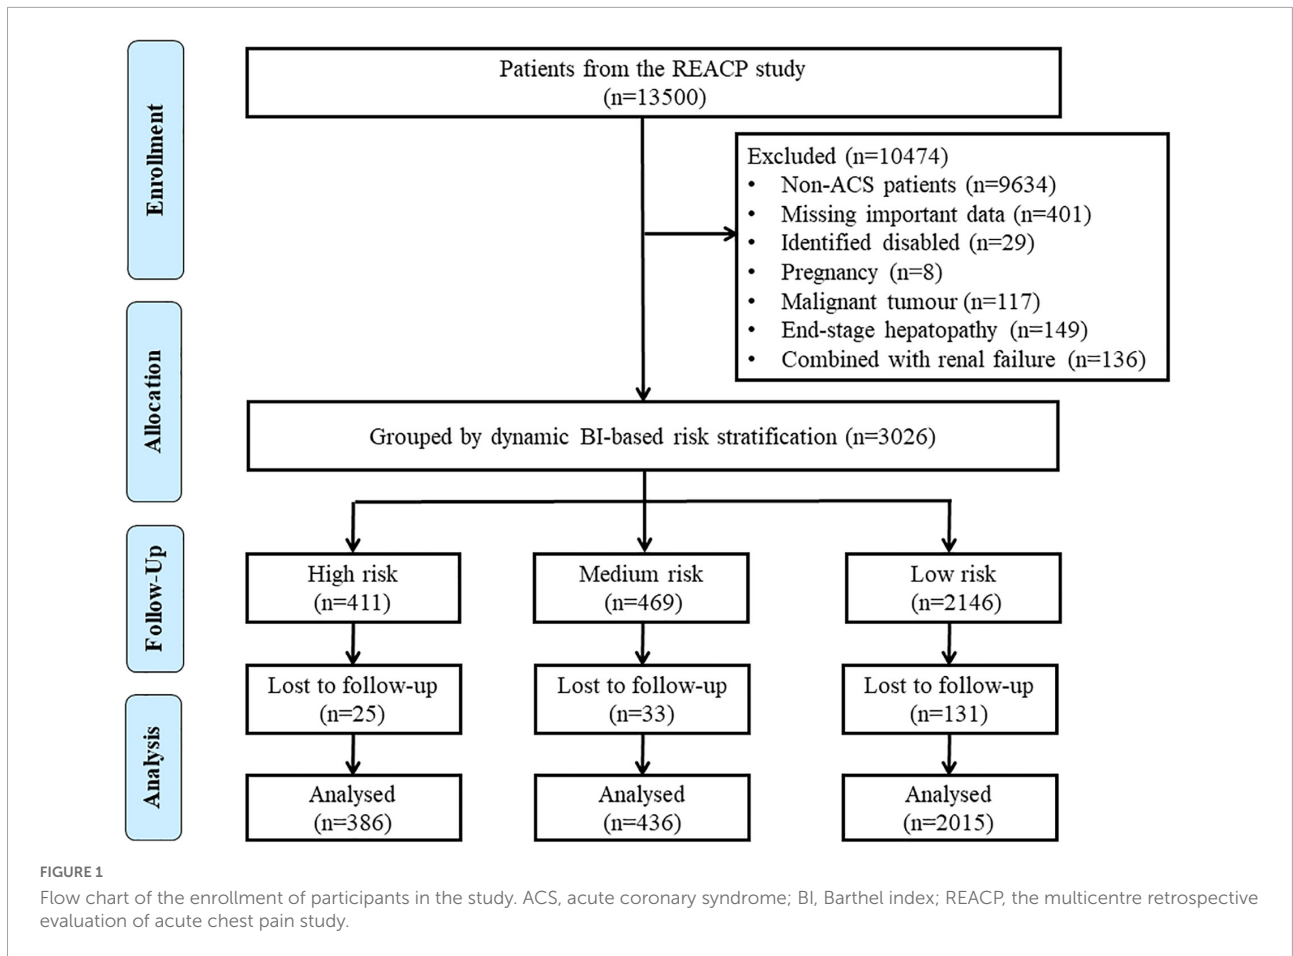 Enrollment
Patients from the REACP study
(n=13500)
Excluded (n=10474)
• Non-ACS patients (n=9634)
• Missing important data (n=401)
• Identified disabled (n=29)
• Pregnancy (n=8)
• Malignant tumour (n=117)
• End-stage hepatopathy (n=149)
• Combined with renal failure (n=136)
Allocation
Grouped by dynamic BI-based risk stratification (n=3026)
Follow-Up
High risk
(n=411)
Medium risk
(n=469)
Low risk
(n=2146)
Lost to follow-up
(n=25)
Lost to follow-up
(n=33)
Lost to follow-up
(n=131)
Analysis
Analysed
(n=386)
Analysed
(n=436)
Analysed
(n=2015)
FIGURE 1
Flow chart of the enrollment of participants in the study. ACS, acute coronary syndrome; BI, Barthel index; REACP, the multicentre retrospective
evaluation of acute chest pain study.